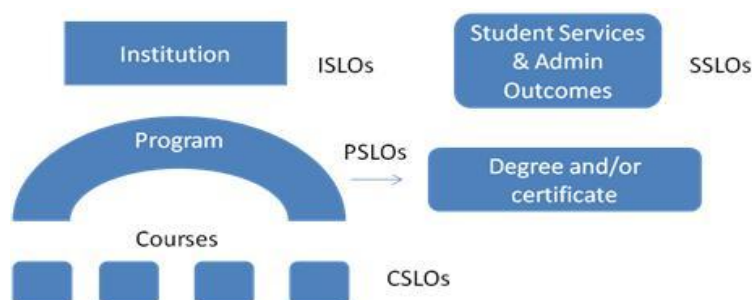 Institution
ISLOs
Student Services
& Admin
Outcomes
SSLOs
Program
PSLOs
Degree and/or
certificate
Courses
CSLOs